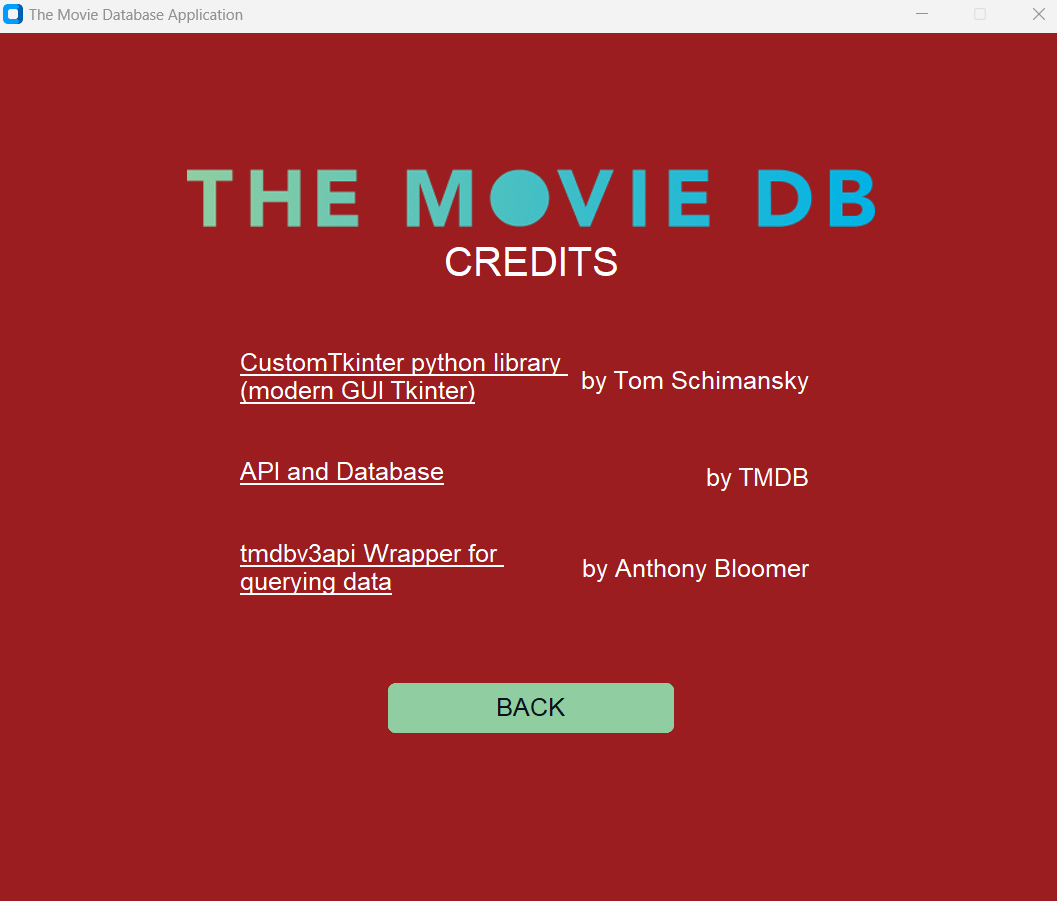 The Movie Database Application
THE MOVIE DB
CREDITS
CustomTkinter python library
(modern GUI Tkinter)
by Tom Schimansky
API and Database
by TMDB
tmdbv3api Wrapper for
querying data
by Anthony Bloomer
BACK